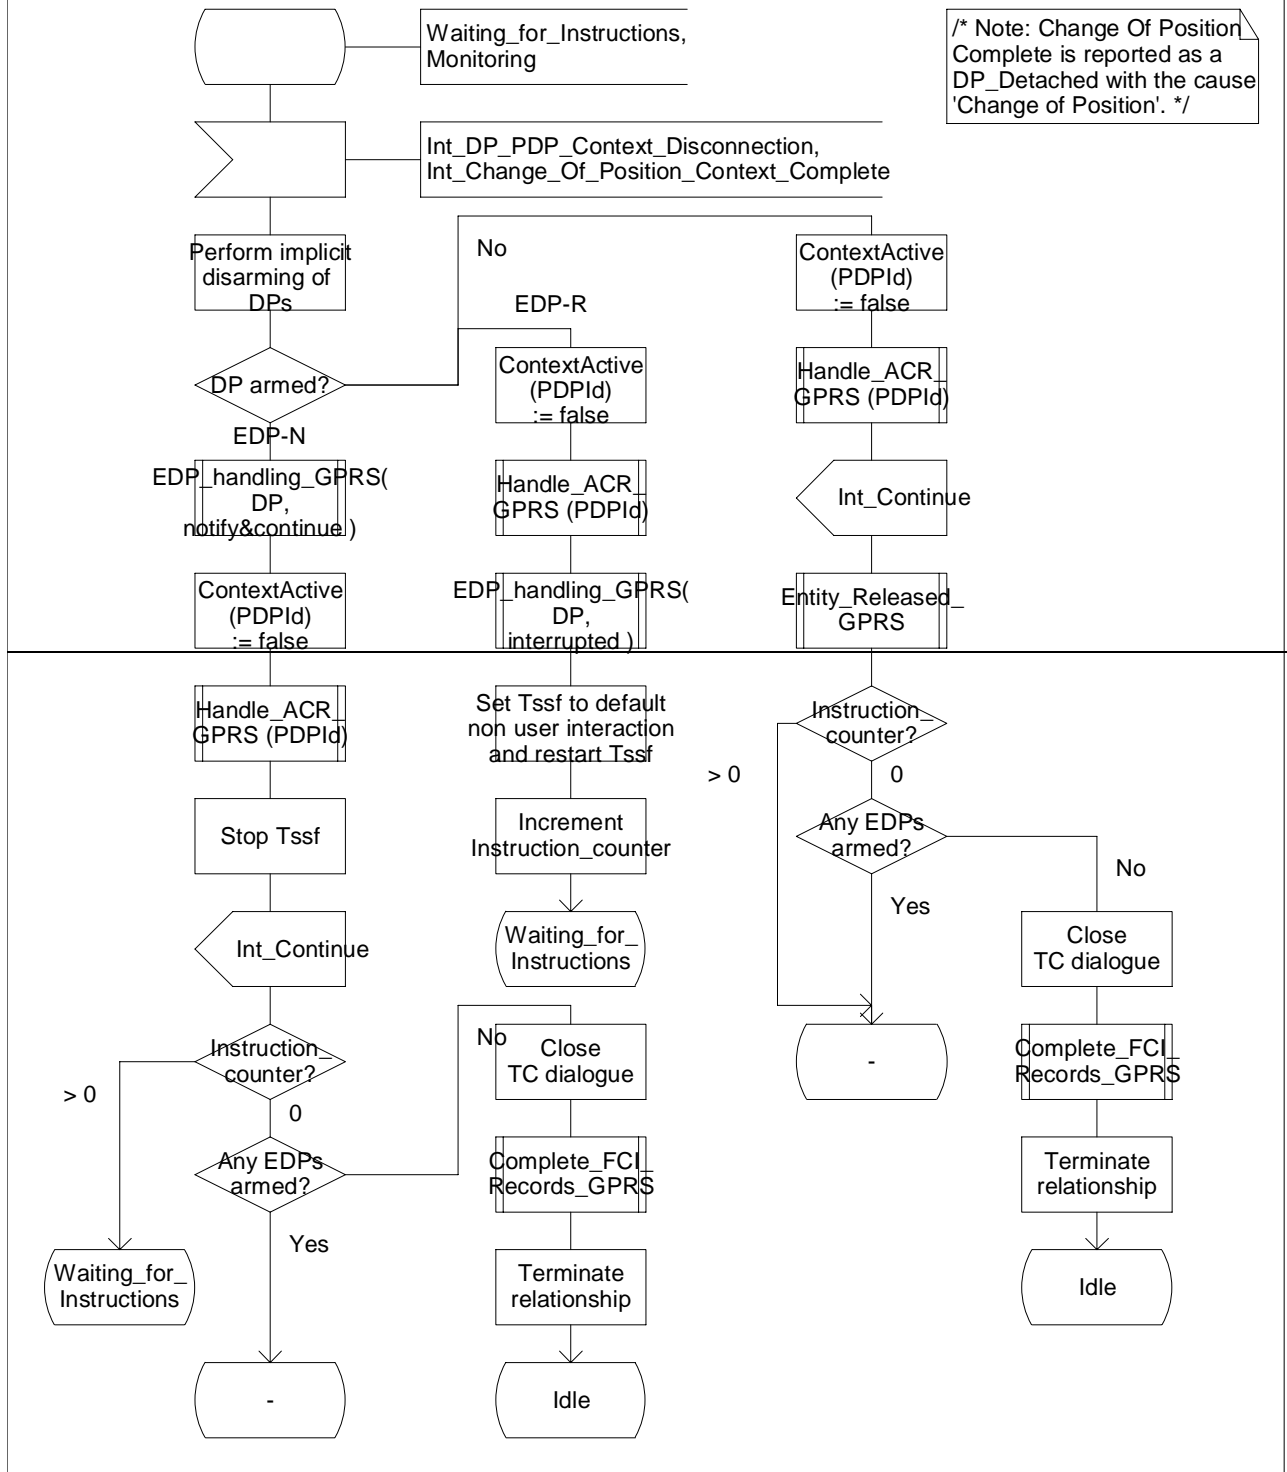 Waiting_for_Instructions,
Monitoring
/* Note: Change Of Position
Complete is reported as a
DP_Detached with the cause
'Change of Position'. */
Int_DP_PDP_Context_Disconnection,
Int_Change_Of_Position_Context_Complete
Perform implicit
disarming of
DPs
No
ContextActive
(PDPId)
:= false
EDP-R
DP armed?
ContextActive
(PDPId)
:= false
Handle_ACR_
GPRS (PDPId)
EDP-N
EDP_handling_GPRS(
DP,
notify&continue )
Handle_ACR_
GPRS (PDPId)
Int_Continue
ContextActive
(PDPId)
:= false
EDP_handling_GPRS(
DP,
interrupted )
Entity_Released_
GPRS
Handle_ACR_
GPRS (PDPId)
Set Tssf to default
non user interaction
and restart Tssf
Instruction_
counter?
> 0
0
Stop Tssf
Increment
Instruction_counter
Any EDPs
armed?
No
Yes
Int_Continue
Waiting_for_
Instructions
Close
TC dialogue
Instruction_
counter?
No
Close
TC dialogue
-
Complete_FCI_
Records_GPRS
> 0
0
Any EDPs
armed?
Complete_FCI_
Records_GPRS
Terminate
relationship
Yes
Waiting_for_
Instructions
Terminate
relationship
Idle
-
Idle